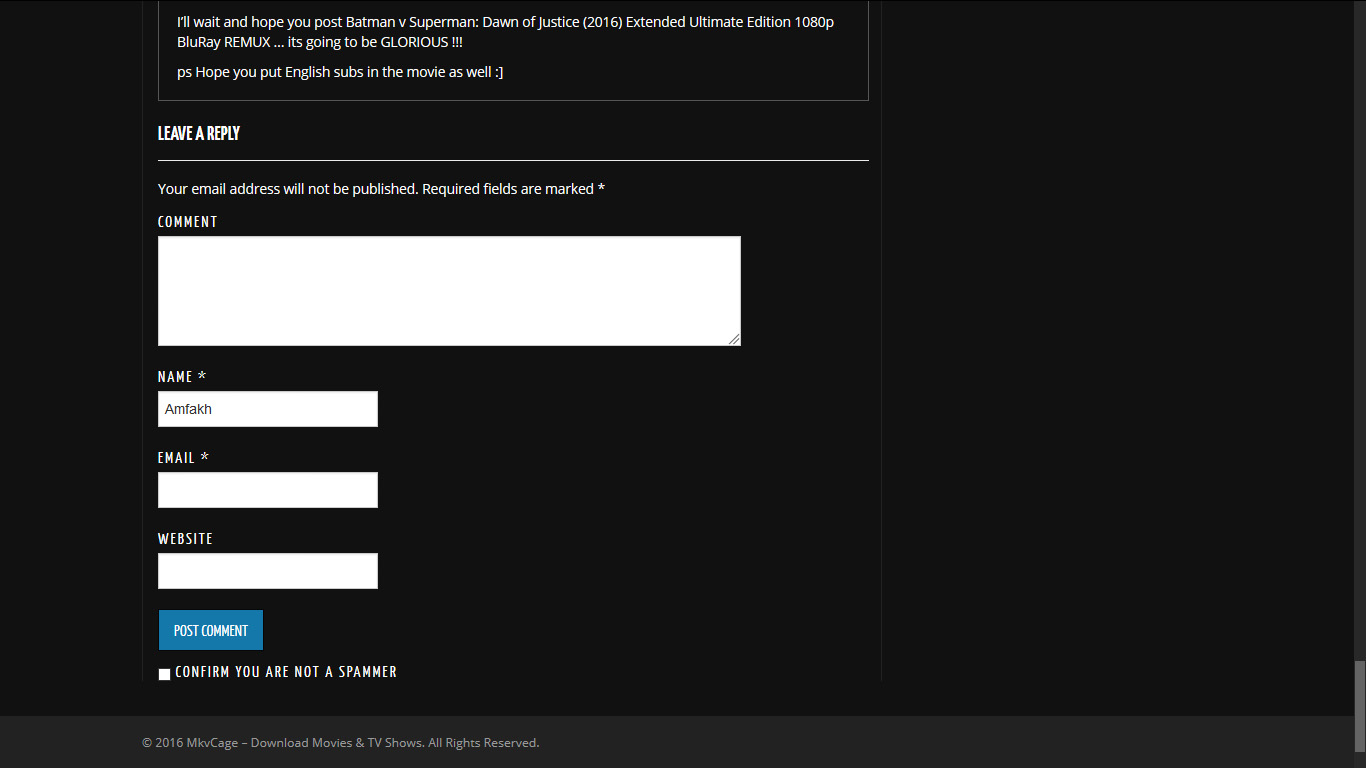 I'll wait and hope you post Batman v Superman: Dawn of Justice (2016) Extended Ultimate Edition 1080p
BluRay REMUX ... its going to be GLORIOUS !!!
ps Hope you put English subs in the movie as well :]
LEAVE A REPLY
Your email address will not be published. Required fields are marked *
COMMENT
NAME *
Amfakh
EMAIL *
WEBSITE
POST COMMENT
CONFIRM YOU ARE NOT A SPAMMER
© 2016 MkvCage – Download Movies & TV Shows. All Rights Reserved.